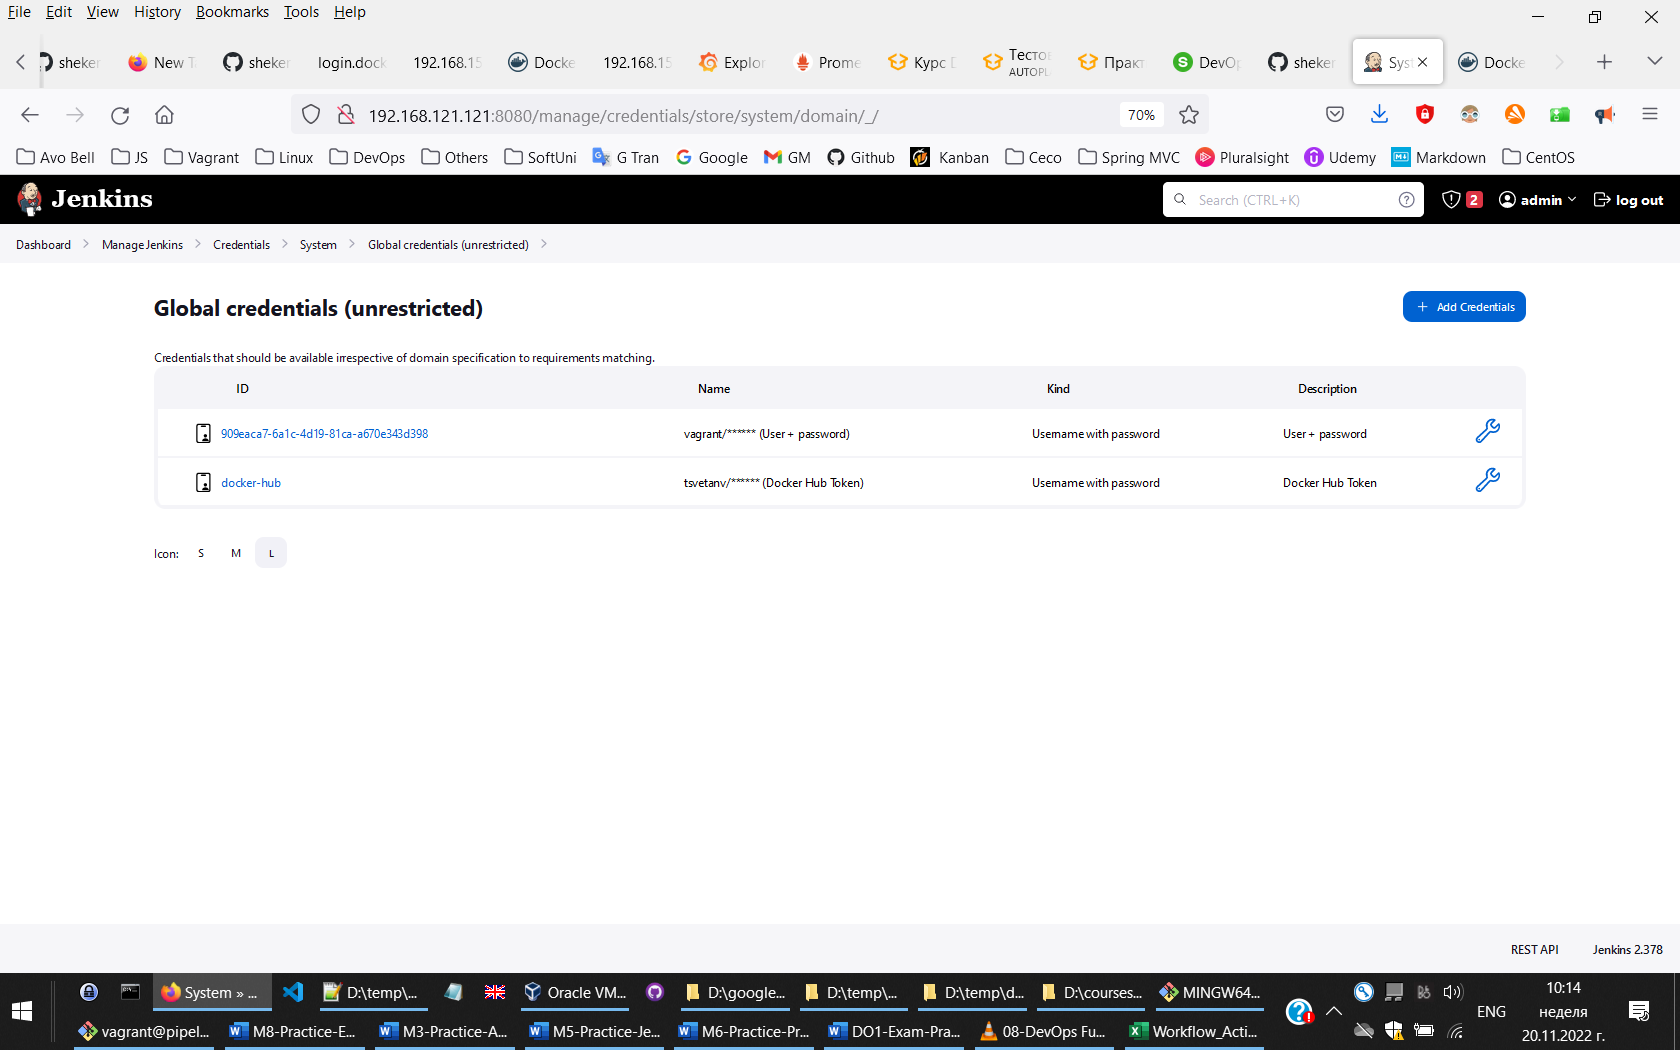 File Edit View History Bookmarks Tools Help
sheker New T sheker login.dock 192.168.15 Docke 192.168.15 Explor Prome Курс D Тестов AUTOPL Практ DevOp sheker Syst Docke
192.168.121.121:8080/manage/credentials/store/system/domain/_/ 70%
Avo Bell JS Vagrant Linux DevOps Others SoftUni G Tran Google GM Github Kanban Ceco Spring MVC Pluralsight Udemy Markdown CentOS
Jenkins Search (CTRL+K) 2 admin log out
Dashboard Manage Jenkins Credentials System Global credentials (unrestricted)
Global credentials (unrestricted) Add Credentials
Credentials that should be available irrespective of domain specification to requirements matching.
ID Name Kind Description
909eaca7-6a1c-4d19-81ca-a670e343d398 vagrant/****** (User + password) Username with password User + password
docker-hub tsvetanv/****** (Docker Hub Token) Username with password Docker Hub Token
Icon: S M L
REST API Jenkins 2.378
System » ... D:\temp\... Oracle VM... D:\google... D:\temp\... D:\temp\d... D:\courses... MINGW64...
vagrant@pipel... M8-Practice-E... M3-Practice-A... M5-Practice-Je... M6-Practice-Pr... DO1-Exam-Pra... 08-DevOps Fu... Workflow_Acti...
ENG
10:14
неделя
20.11.2022 г.